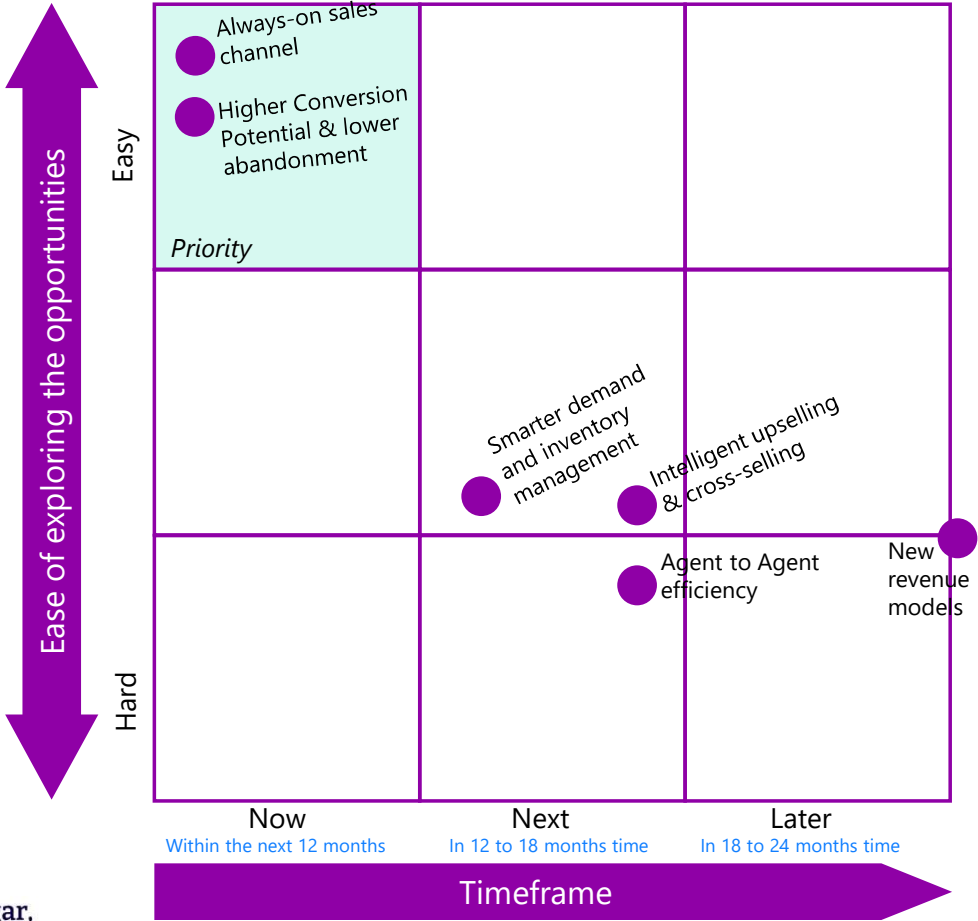 Always-on sales
channel
Higher Conversion
Potential & lower
abandonment
Priority
Easy
Ease of exploring the opportunities
Hard
Smarter demand
and inventory
management
Intelligent upselling
& cross-selling
Agent to Agent
efficiency
New
revenue
models
Now
Within the next 12 months
Next
In 12 to 18 months time
Later
In 18 to 24 months time
Timeframe